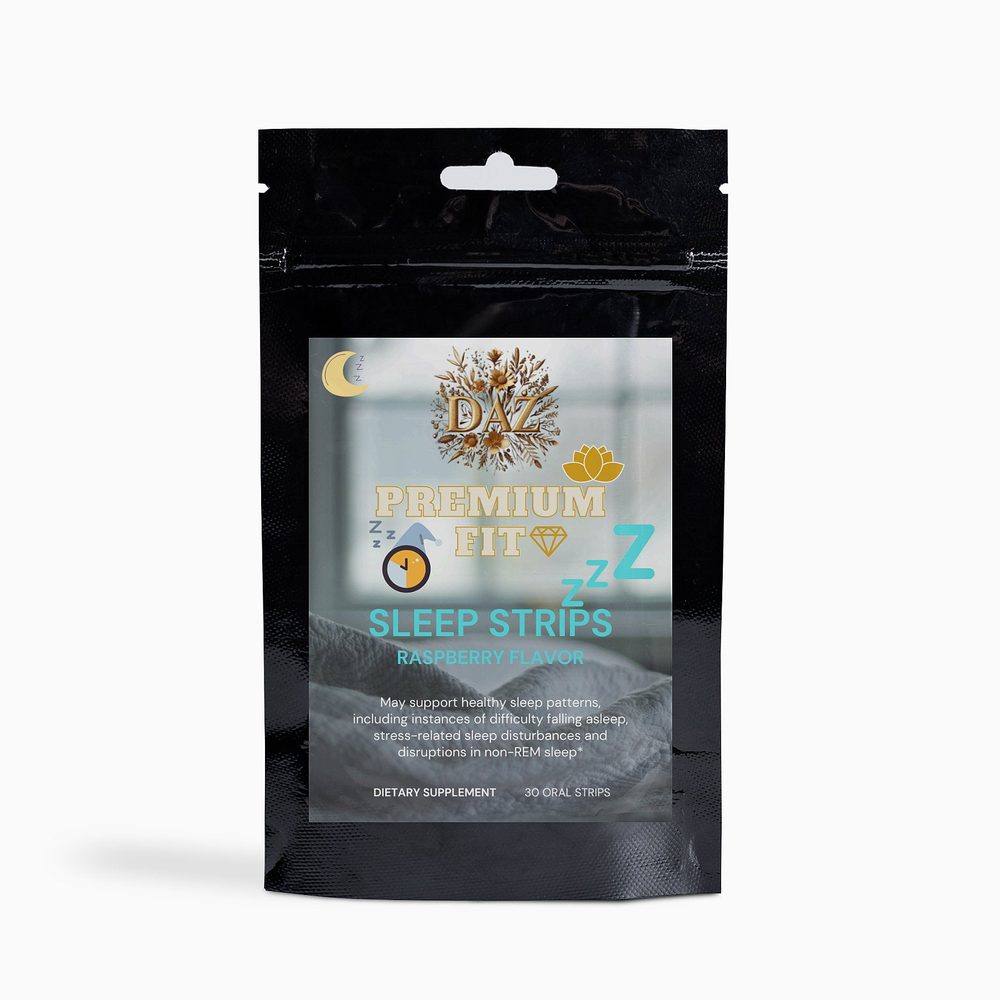 z
z
z
DAZ
PREMIUM
FIT
Z
z
z
Z
z
z
SLEEP STRIPS
RASPBERRY FLAVOR
May support healthy sleep patterns,
including instances of difficulty falling asleep,
stress-related sleep disturbances and
disruptions in non-REM sleep*
DIETARY SUPPLEMENT 30 ORAL STRIPS